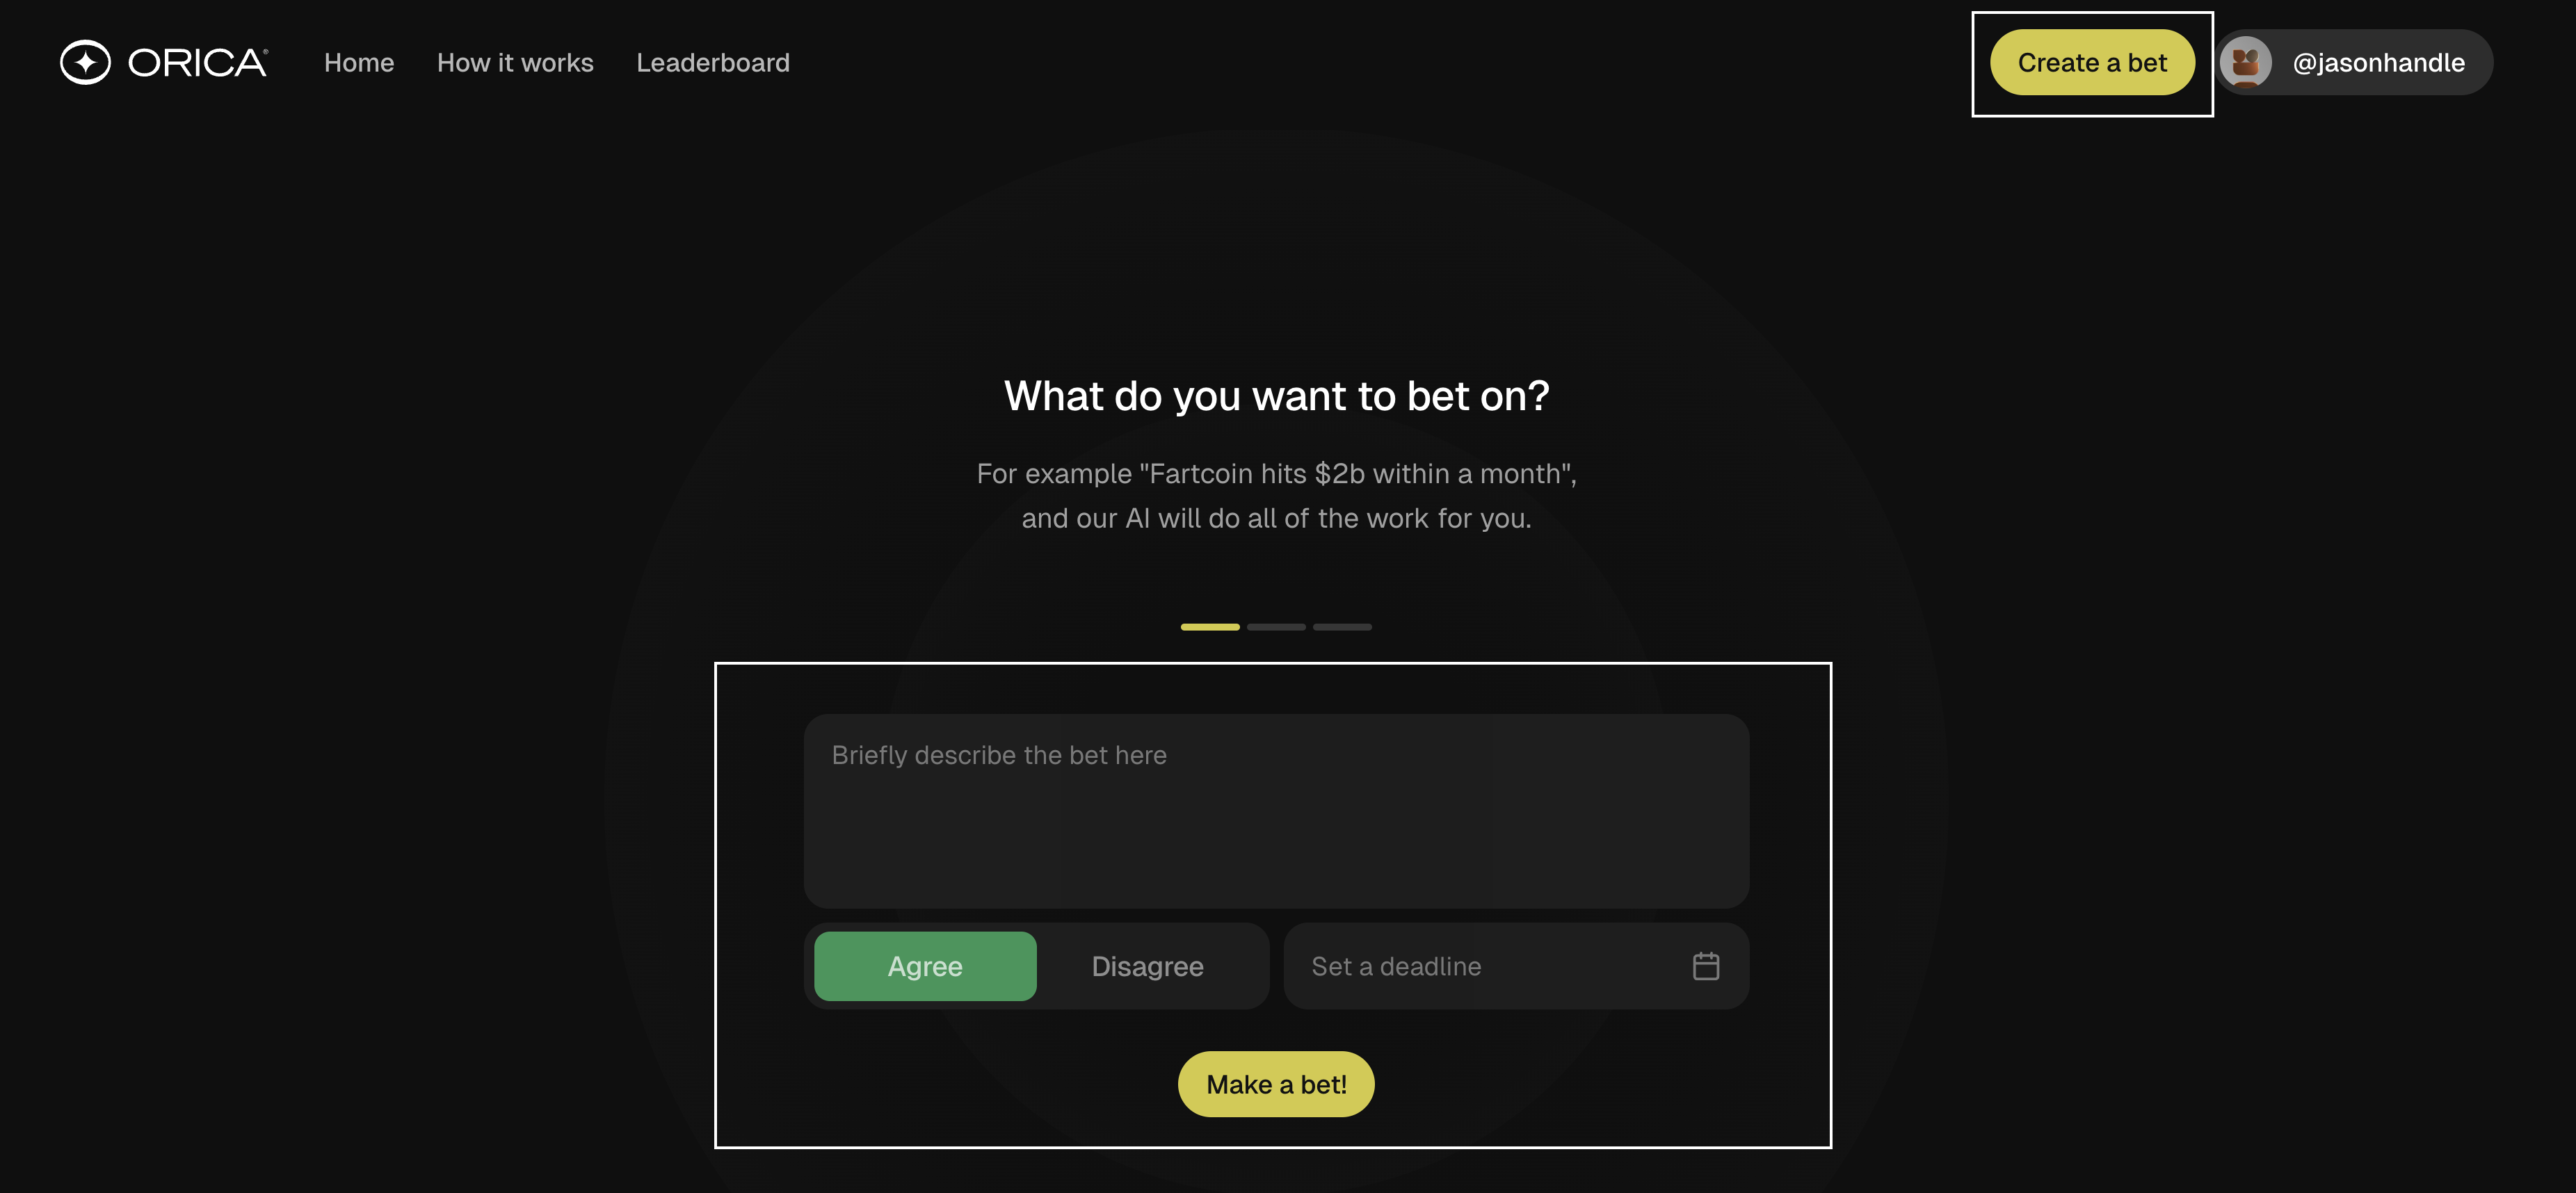 ORICA®
Home
How it works
Leaderboard
Create a bet
@jasonhandle
What do you want to bet on?
For example "Fartcoin hits $2b within a month",
and our AI will do all of the work for you.
Briefly describe the bet here
Agree
Disagree
Set a deadline
Make a bet!